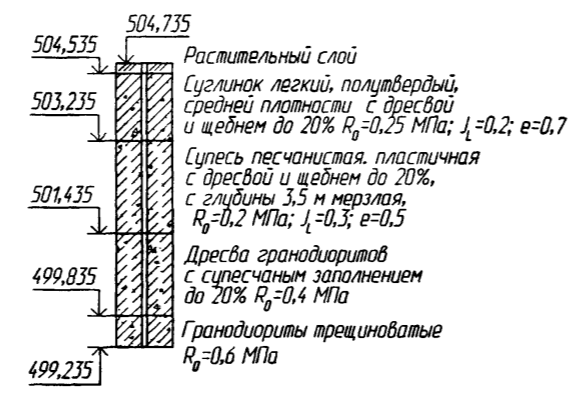 504,735
504,535
Растительный слой
Суглинок легкий, полутвердый,
средней плотности с дресвой
и щебнем до 20% R₀=0,25 МПа; J_L=0,2; e=0,7
503,235
Супесь песчанистая. пластичная
с дресвой и щебнем до 20%,
с глубины 3,5 м мерзлая,
R₀=0,2 МПа; J_L=0,3; e=0,5
501,435
Дресва гранодиоритов
с супесчаным заполнением
до 20% R₀=0,4 МПа
499,835
Гранодиориты трещиноватые
R₀=0,6 МПа
499,235